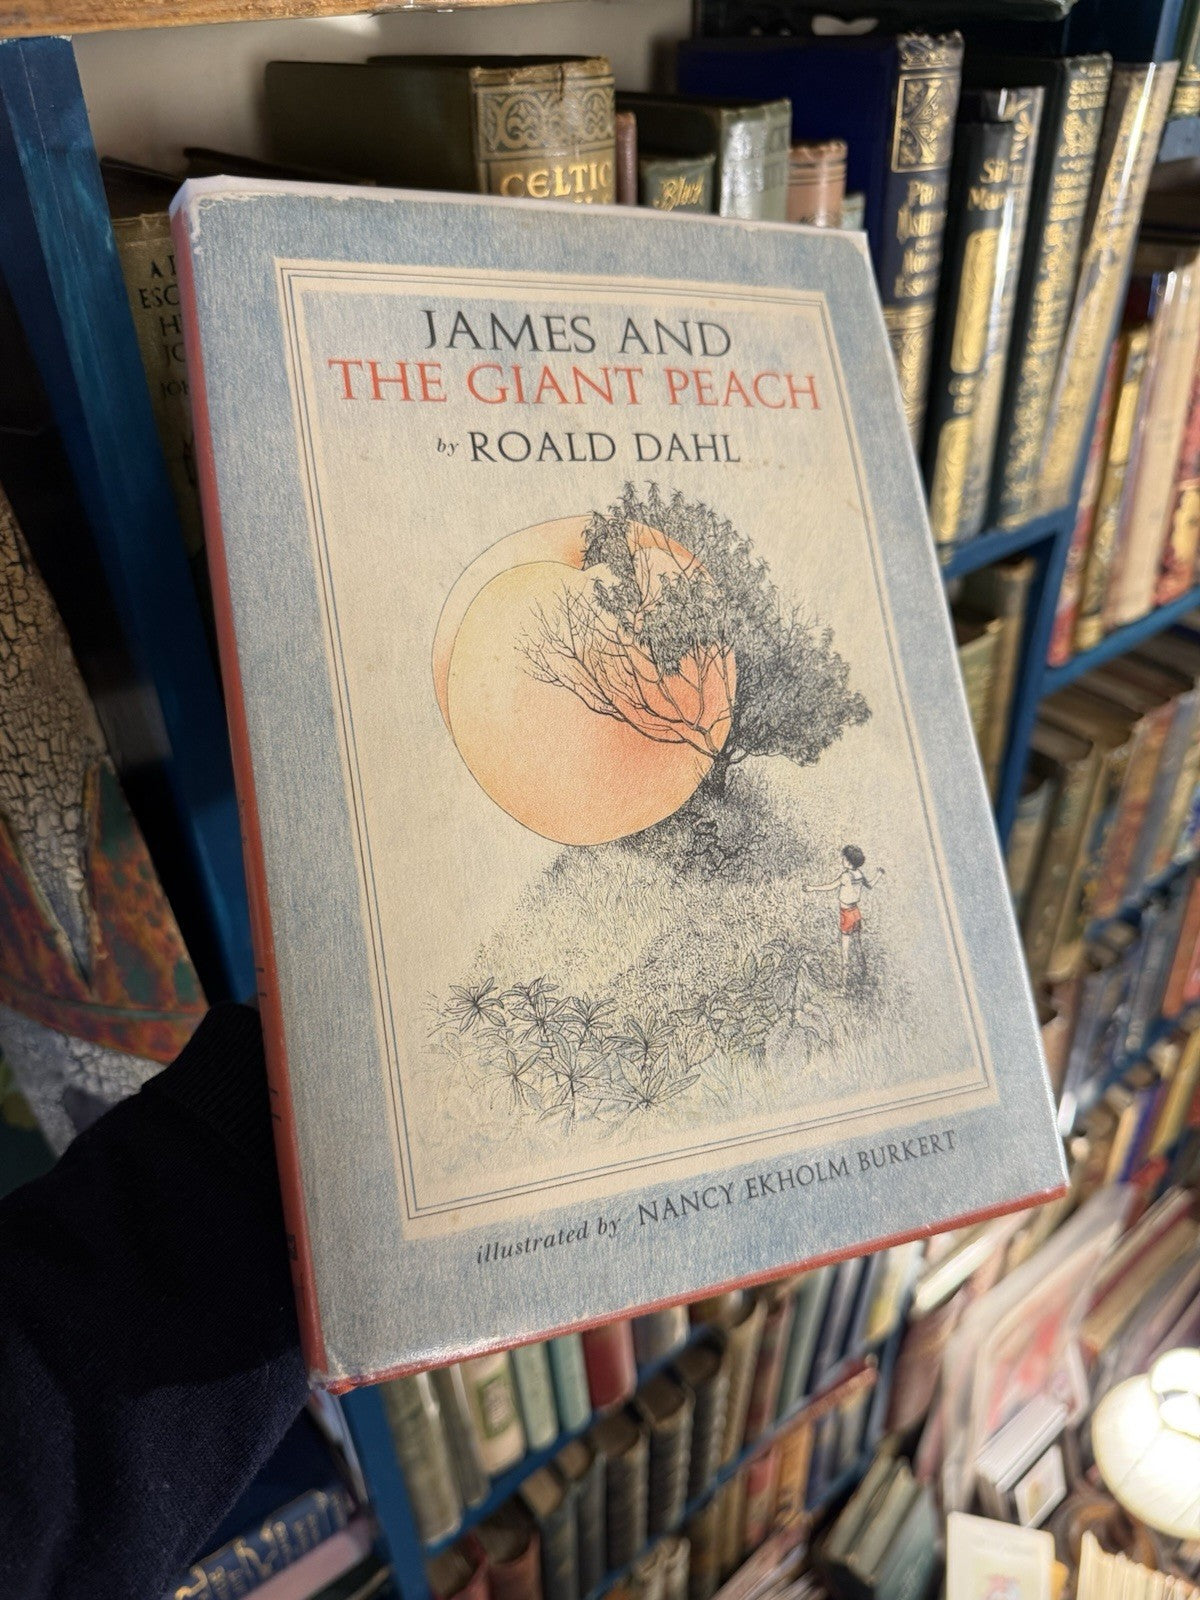 JAMES AND
THE GIANT PEACH
by ROALD DAHL
illustrated by NANCY EKHOLM BURKERT
CELTIC